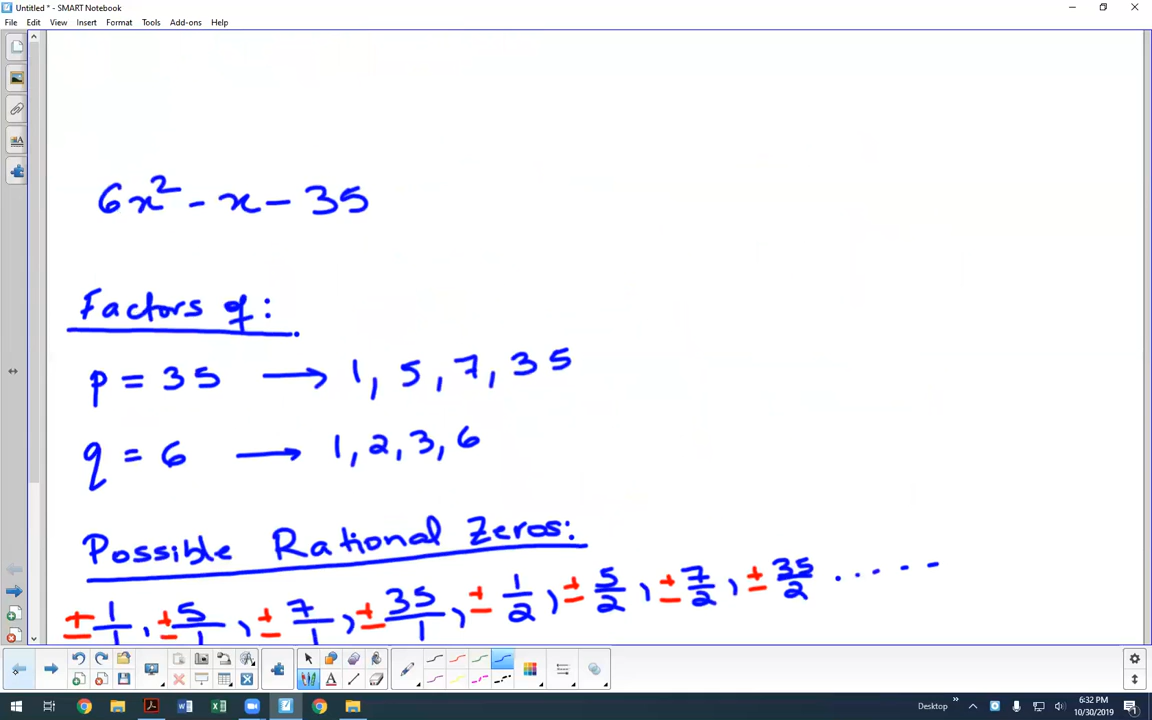 Untitled * - SMART Notebook
File Edit View Insert Format Tools Add-ons Help
6x² - x - 35
Factors of:
p = 35 → 1, 5, 7, 35
q = 6 → 1, 2, 3, 6
Possible Rational Zeros:
± 1/1, ± 5/1, ± 7/1, ± 35/1, ± 1/2, ± 5/2, ± 7/2, ± 35/2 .....
Desktop
6:32 PM
10/30/2019